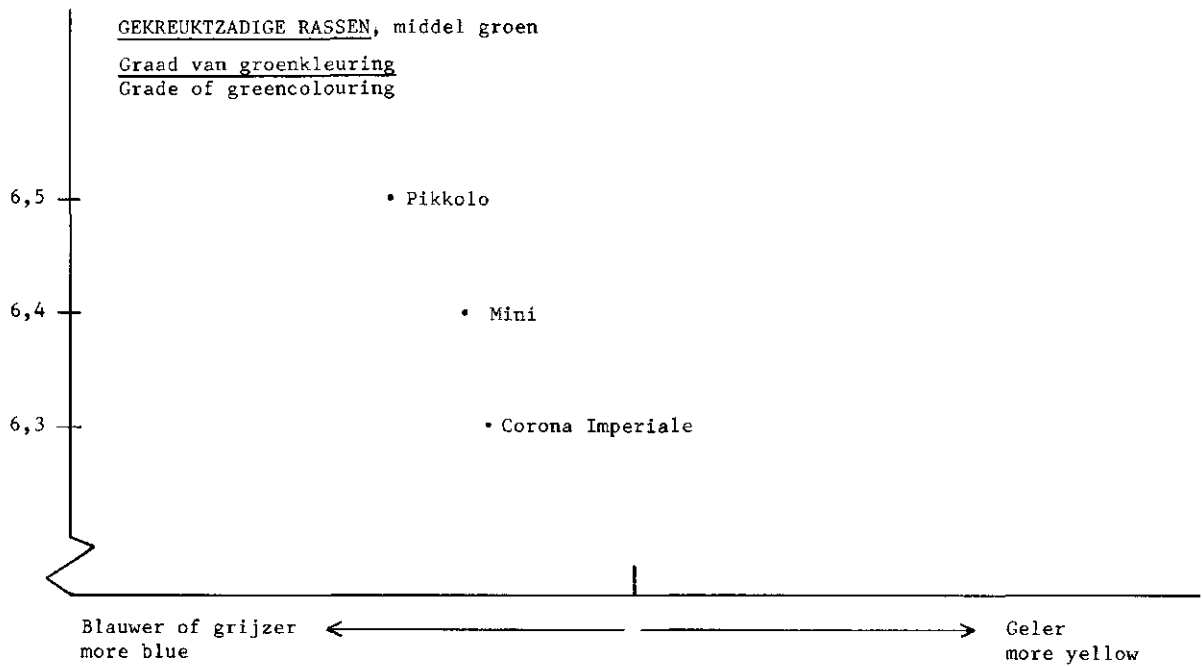 GEKREUKTZADIGE RASSEN, middel groen
Graad van groenkleuring
Grade of greencolouring
6,5
Pikkolo
6,4
Mini
6,3
Corona Imperiale
Blauwer of grijzer
more blue
Geler
more yellow